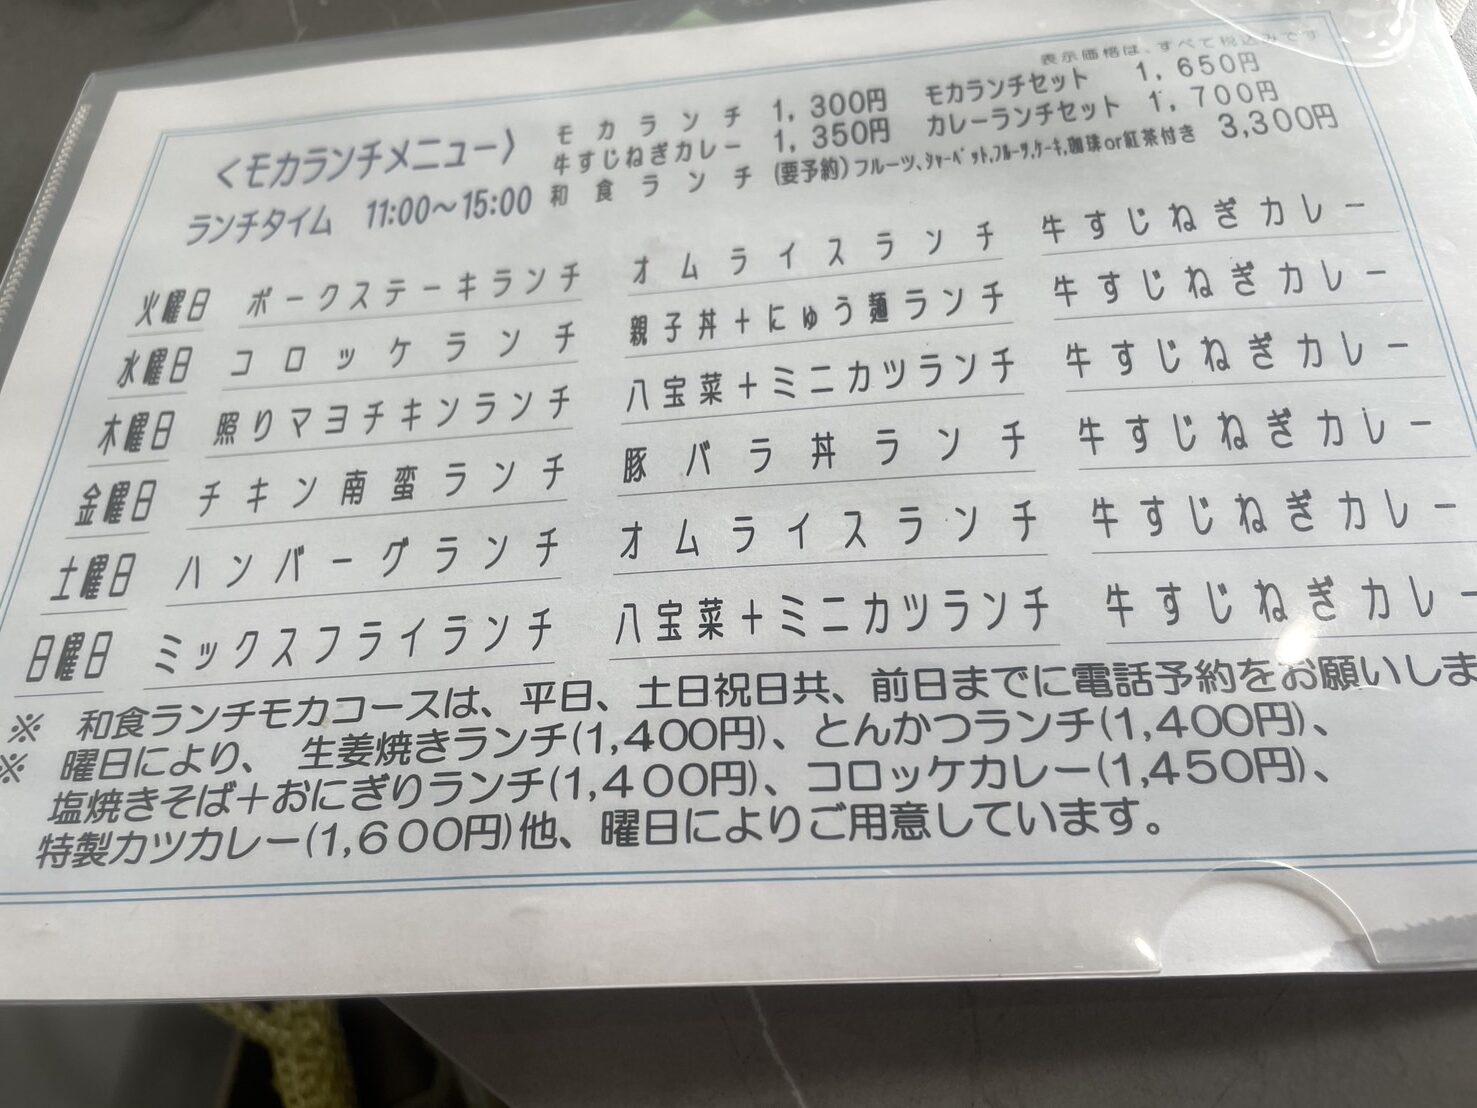 表示価格は、すべて税込みです
<モカランチメニュー>
ランチタイム 11:00~15:00
モカランチ 1,300円 モカランチセット 1,650円
牛すじねぎカレー 1,350円 カレーランチセット 1,700円
和食ランチ (要予約)フルーツ、シャーベット,フルーツ,ケーキ,珈琲or紅茶付き 3,300円
火曜日 ポークステーキランチ オムライスランチ 牛すじねぎカレー
水曜日 コロッケランチ 親子丼+にゅう麺ランチ 牛すじねぎカレー
木曜日 照りマヨチキンランチ 八宝菜+ミニカツランチ 牛すじねぎカレー
金曜日 チキン南蛮ランチ 豚バラ丼ランチ 牛すじねぎカレー
土曜日 ハンバーグランチ オムライスランチ 牛すじねぎカレー
日曜日 ミックスフライランチ 八宝菜+ミニカツランチ 牛すじねぎカレー
※ 和食ランチモカコースは、平日、土日祝日共、前日までに電話予約をお願いしま
※ 曜日により、 生姜焼きランチ(1,400円)、とんかつランチ(1,400円)、
塩焼きそば+おにぎりランチ(1,400円)、コロッケカレー(1,450円)、
特製カツカレー(1,600円)他、曜日によりご用意しています。